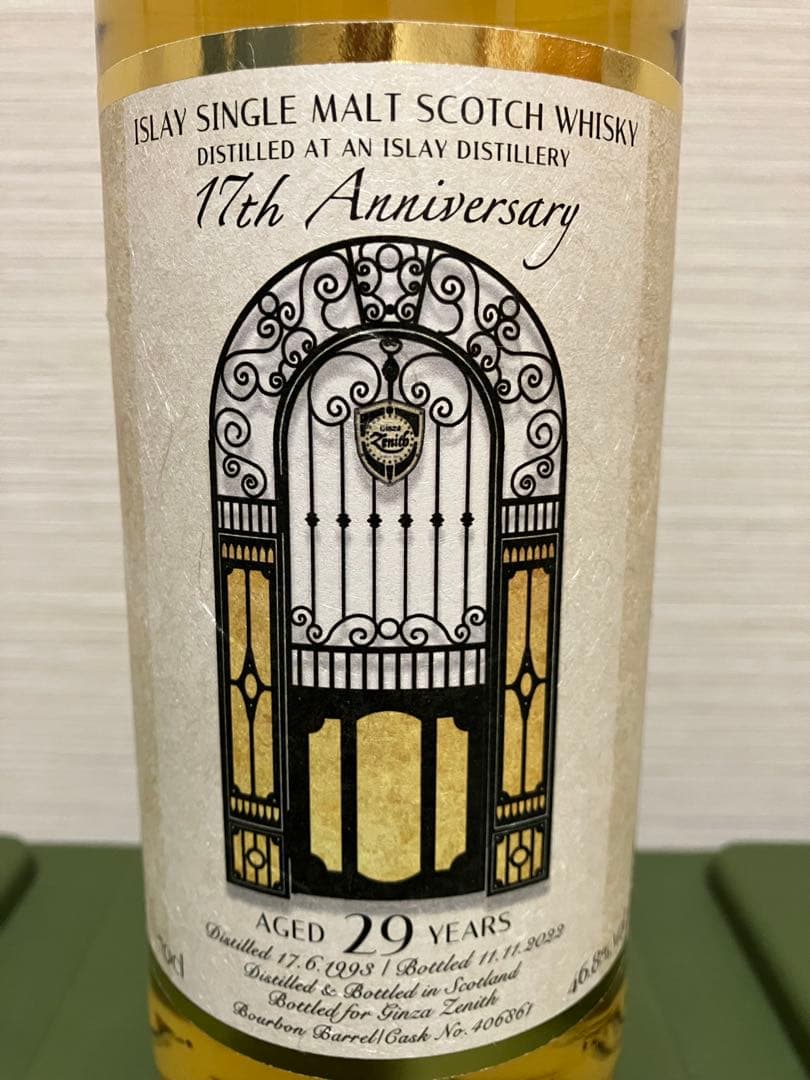 ISLAY SINGLE MALT SCOTCH WHISKY
DISTILLED AT AN ISLAY DISTILLERY
17th Anniversary
Ginza
Zenith
AGED 29 YEARS
Distilled 17.6.1993 | Bottled 11.11.2022
Distilled & Bottled in Scotland
Bottled for Ginza Zenith
Bourbon Barrel/Cask No. 406861
46.8%